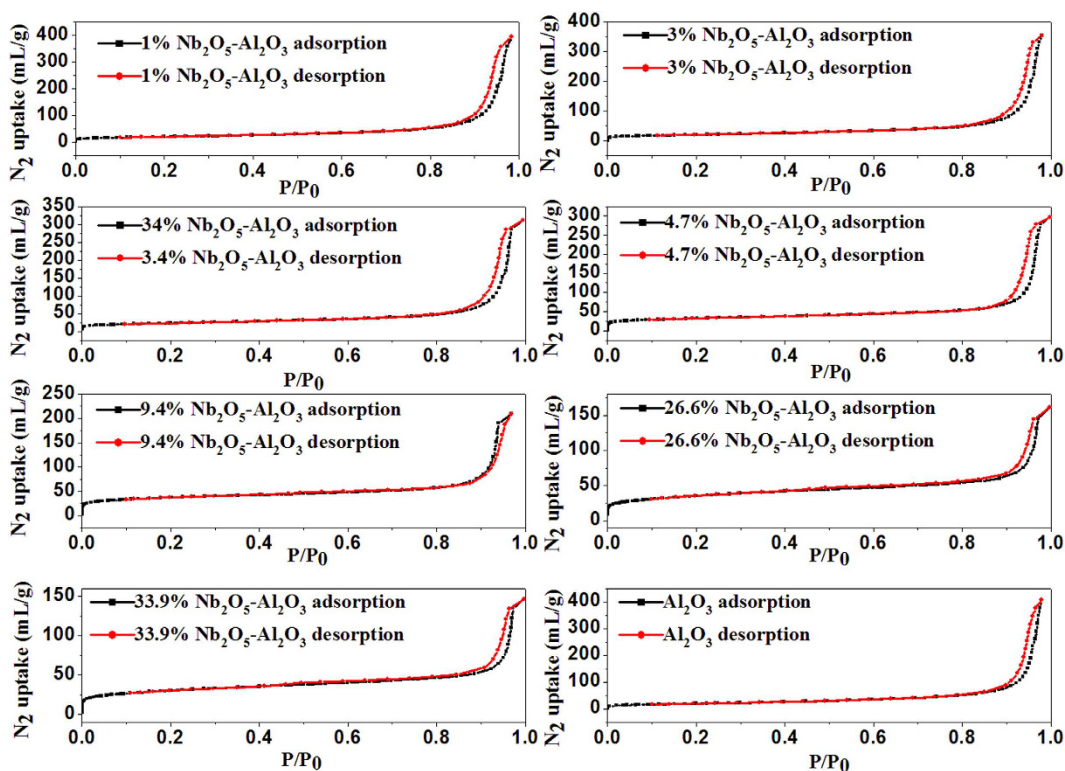 N₂ uptake (mL/g)
400
300
200
100
0
1% Nb₂O₅-Al₂O₃ adsorption
1% Nb₂O₅-Al₂O₃ desorption
0.0 0.2 0.4 0.6 0.8 1.0
P/P₀
N₂ uptake (mL/g)
400
300
200
100
0
3% Nb₂O₅-Al₂O₃ adsorption
3% Nb₂O₅-Al₂O₃ desorption
0.0 0.2 0.4 0.6 0.8 1.0
P/P₀
N₂ uptake (mL/g)
350
300
250
200
150
100
50
0
34% Nb₂O₅-Al₂O₃ adsorption
3.4% Nb₂O₅-Al₂O₃ desorption
0.0 0.2 0.4 0.6 0.8 1.0
P/P₀
N₂ uptake (mL/g)
300
250
200
150
100
50
0
4.7% Nb₂O₅-Al₂O₃ adsorption
4.7% Nb₂O₅-Al₂O₃ desorption
0.0 0.2 0.4 0.6 0.8 1.0
P/P₀
N₂ uptake (mL/g)
250
200
150
100
50
0
9.4% Nb₂O₅-Al₂O₃ adsorption
9.4% Nb₂O₅-Al₂O₃ desorption
0.0 0.2 0.4 0.6 0.8 1.0
P/P₀
N₂ uptake (mL/g)
150
100
50
0
26.6% Nb₂O₅-Al₂O₃ adsorption
26.6% Nb₂O₅-Al₂O₃ desorption
0.0 0.2 0.4 0.6 0.8 1.0
P/P₀
N₂ uptake (mL/g)
150
100
50
0
33.9% Nb₂O₅-Al₂O₃ adsorption
33.9% Nb₂O₅-Al₂O₃ desorption
0.0 0.2 0.4 0.6 0.8 1.0
P/P₀
N₂ uptake (mL/g)
400
300
200
100
0
Al₂O₃ adsorption
Al₂O₃ desorption
0.0 0.2 0.4 0.6 0.8 1.0
P/P₀